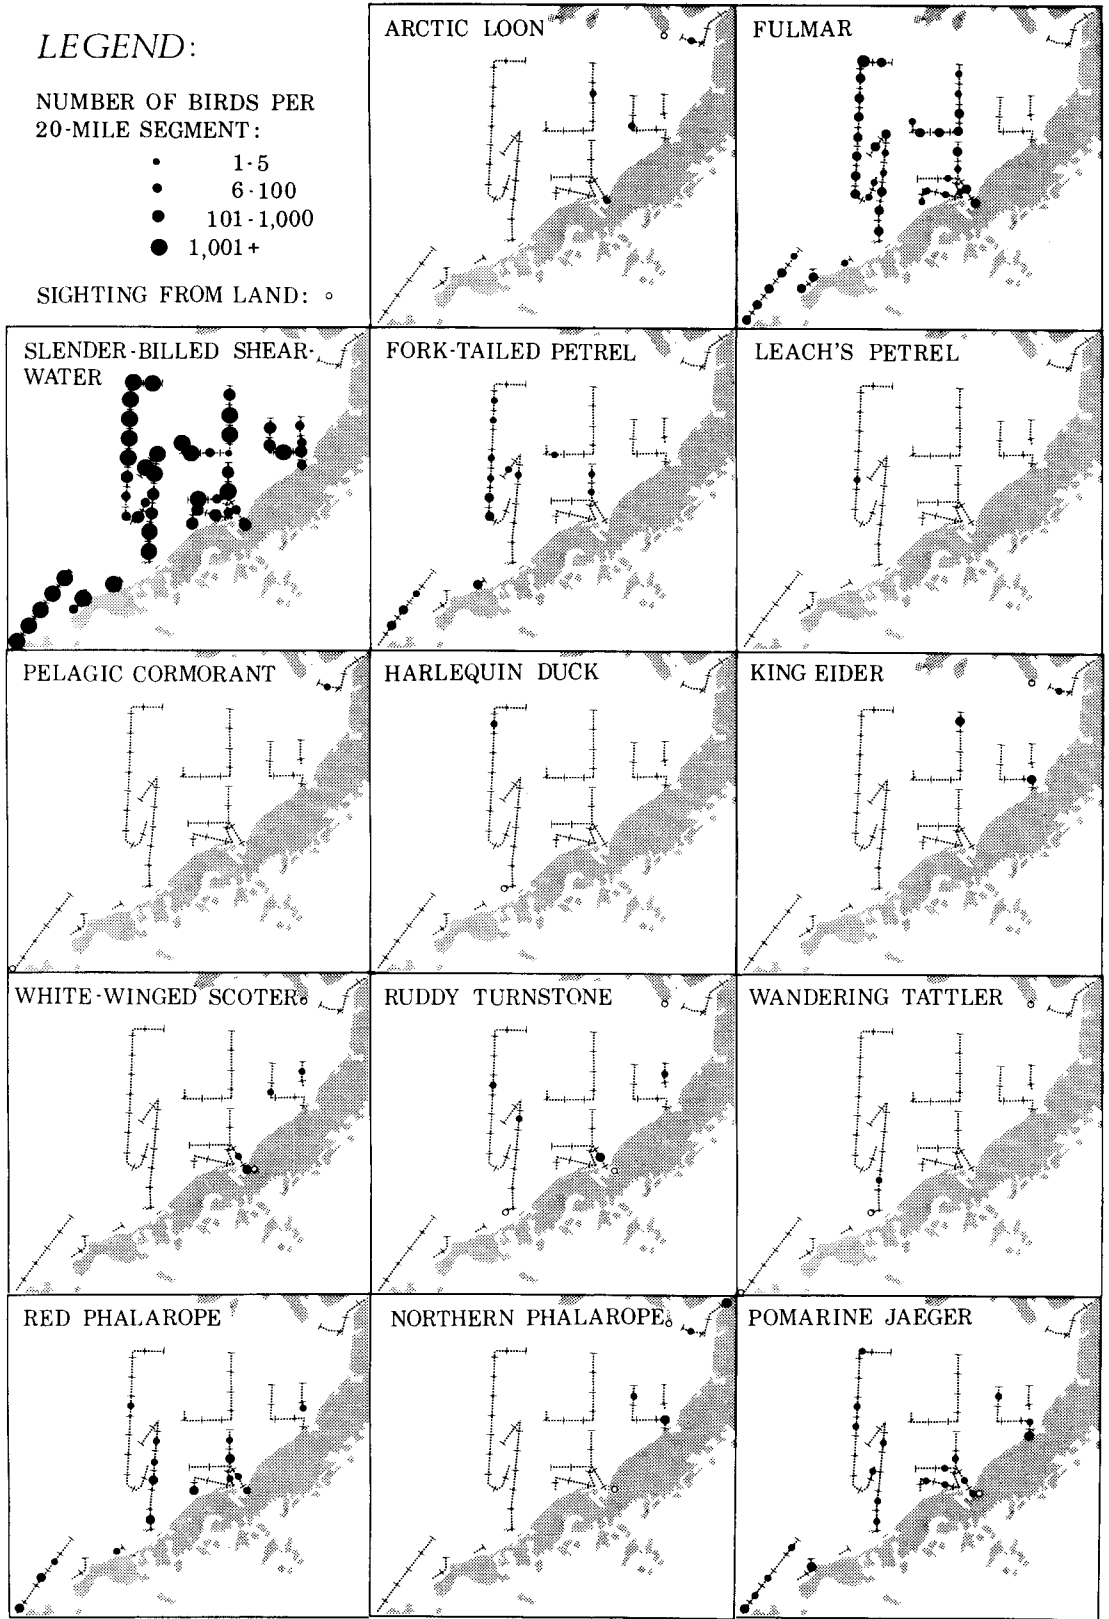 LEGEND:
NUMBER OF BIRDS PER
20-MILE SEGMENT:
1-5
6-100
101-1,000
1,001+
SIGHTING FROM LAND:
ARCTIC LOON
FULMAR
SLENDER-BILLED SHEAR-
WATER
FORK-TAILED PETREL
LEACH'S PETREL
PELAGIC CORMORANT
HARLEQUIN DUCK
KING EIDER
WHITE-WINGED SCOTER
RUDDY TURNSTONE
WANDERING TATTLER
RED PHALAROPE
NORTHERN PHALAROPE
POMARINE JAEGER